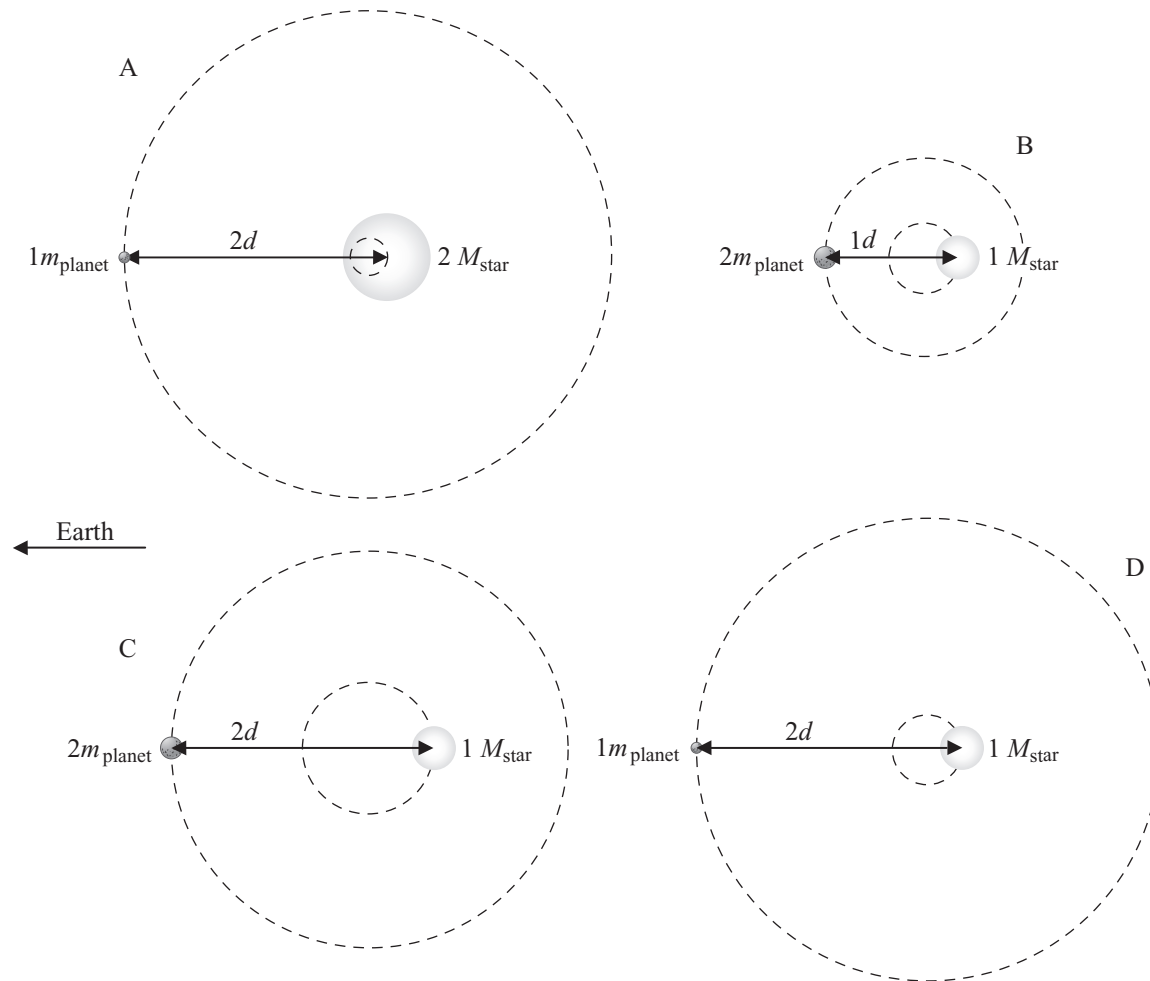 A
2d
1m planet
2 M star
B
1d
2m planet
1 M star
Earth
C
2d
2m planet
1 M star
D
2d
1m planet
1 M star